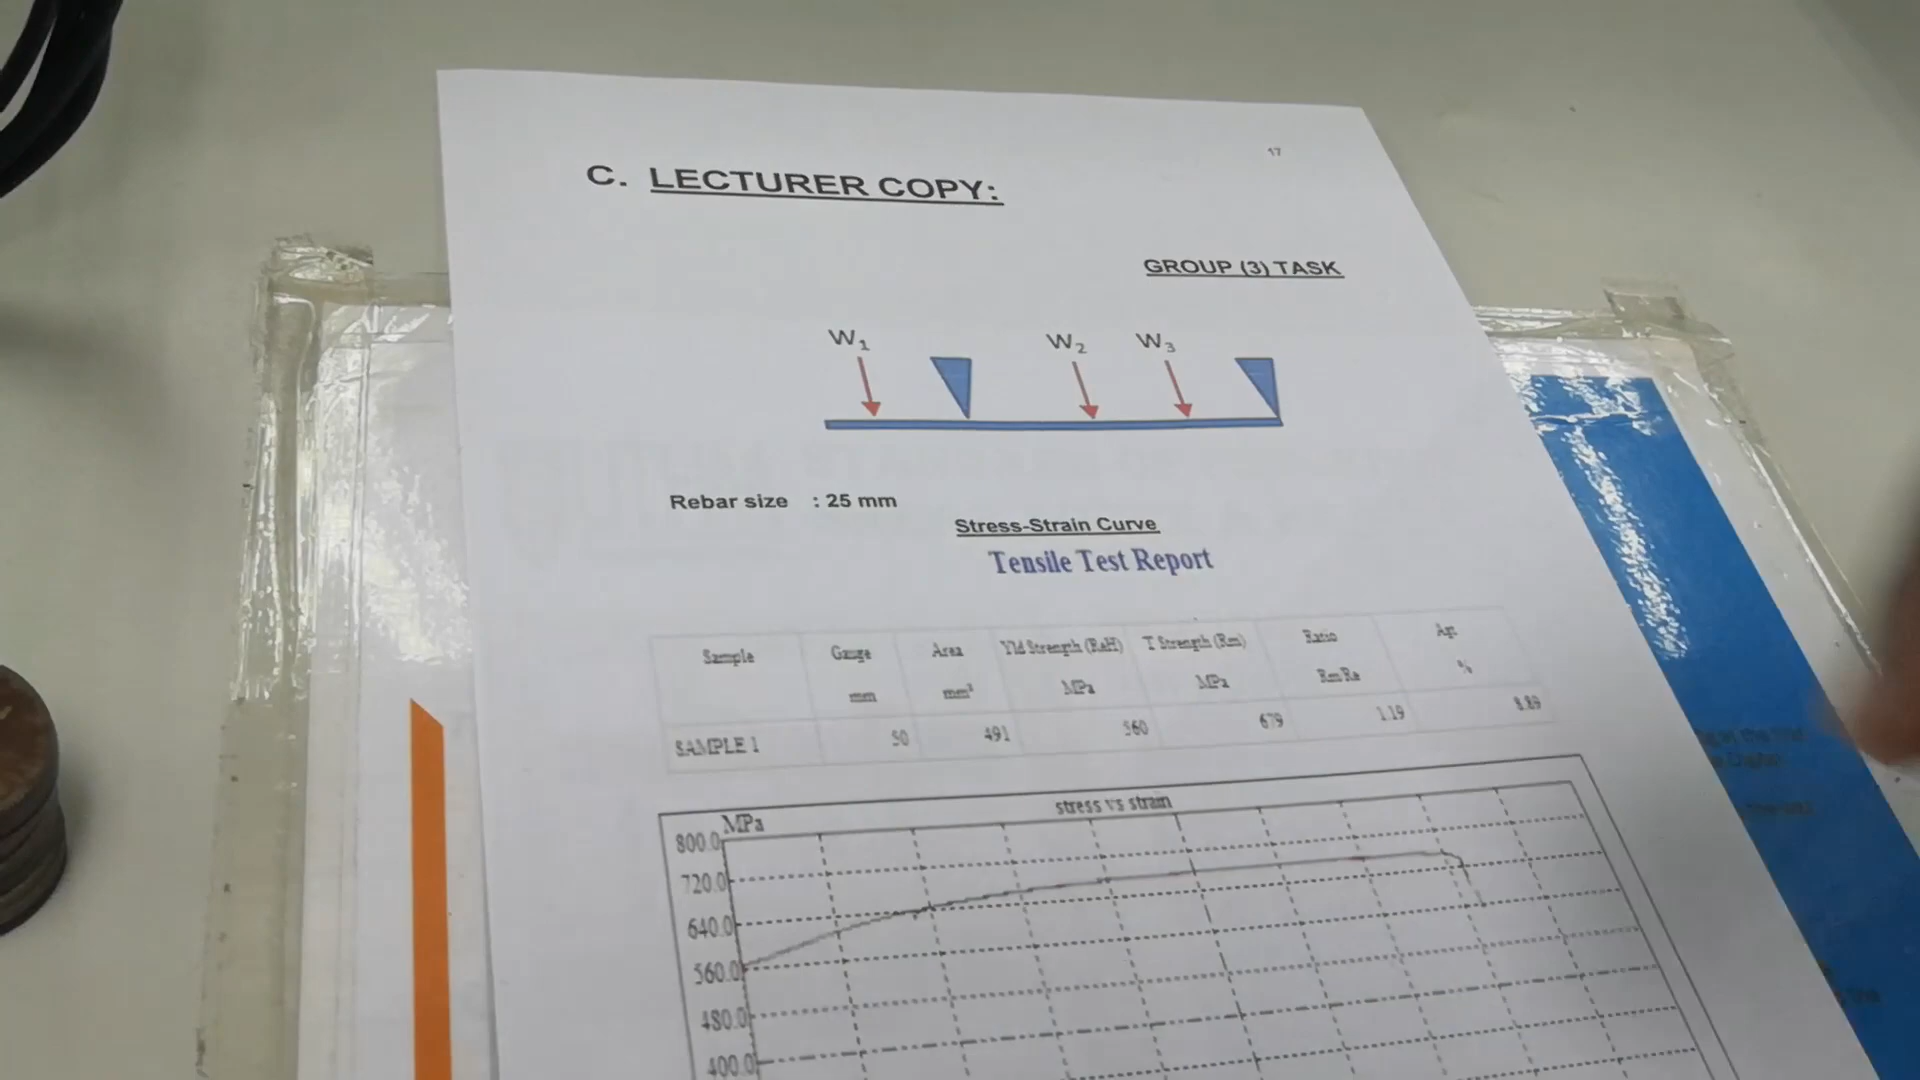 17
C. LECTURER COPY:
GROUP (3) TASK
W1 W2 W3
Rebar size : 25 mm
Stress-Strain Curve
Tensile Test Report
Sample Gauge Area Yld Strength (ReH) T Strength (Rm) Ratio Agt
mm mm² MPa MPa Rm/Re %
SAMPLE 1 50 491 560 679 1.19 8.89
stress vs strain
MPa
800.0
720.0
640.0
560.0
480.0
400.0